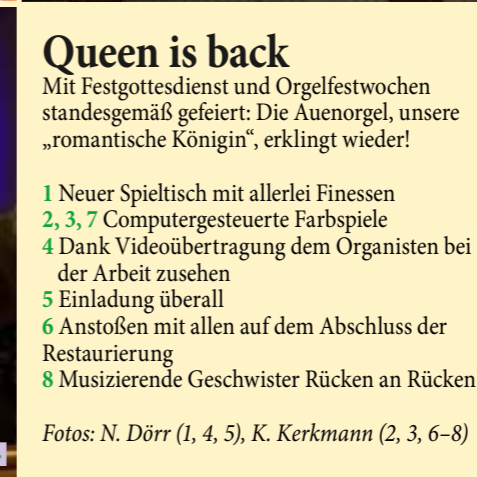 Queen is back
Mit Festgottesdienst und Orgelfestwochen
standesgemäß gefeiert: Die Auenorgel, unsere
„romantische Königin“, erklingt wieder!
1 Neuer Spieltisch mit allerlei Finessen
2, 3, 7 Computergesteuerte Farbspiele
4 Dank Videoübertragung dem Organisten bei
der Arbeit zusehen
5 Einladung überall
6 Anstoßen mit allen auf dem Abschluss der
Restaurierung
8 Musizierende Geschwister Rücken an Rücken
Fotos: N. Dörr (1, 4, 5), K. Kerkmann (2, 3, 6–8)